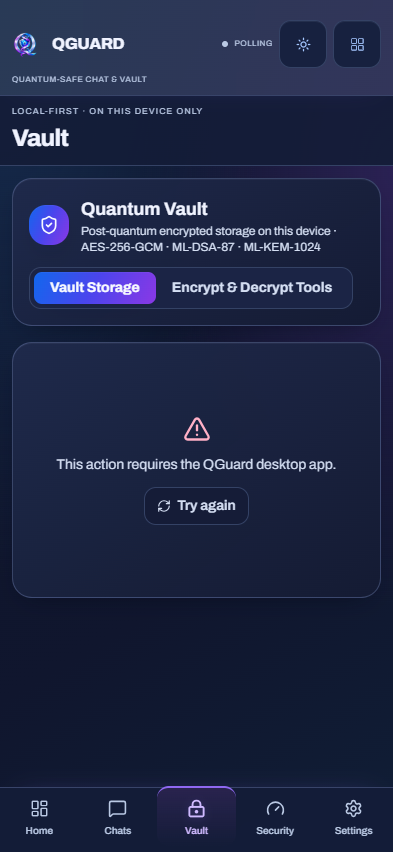 QGUARD
POLLING
QUANTUM-SAFE CHAT & VAULT
LOCAL-FIRST · ON THIS DEVICE ONLY
Vault
Quantum Vault
Post-quantum encrypted storage on this device ·
AES-256-GCM · ML-DSA-87 · ML-KEM-1024
Vault Storage
Encrypt & Decrypt Tools
This action requires the QGuard desktop app.
Try again
Home
Chats
Vault
Security
Settings